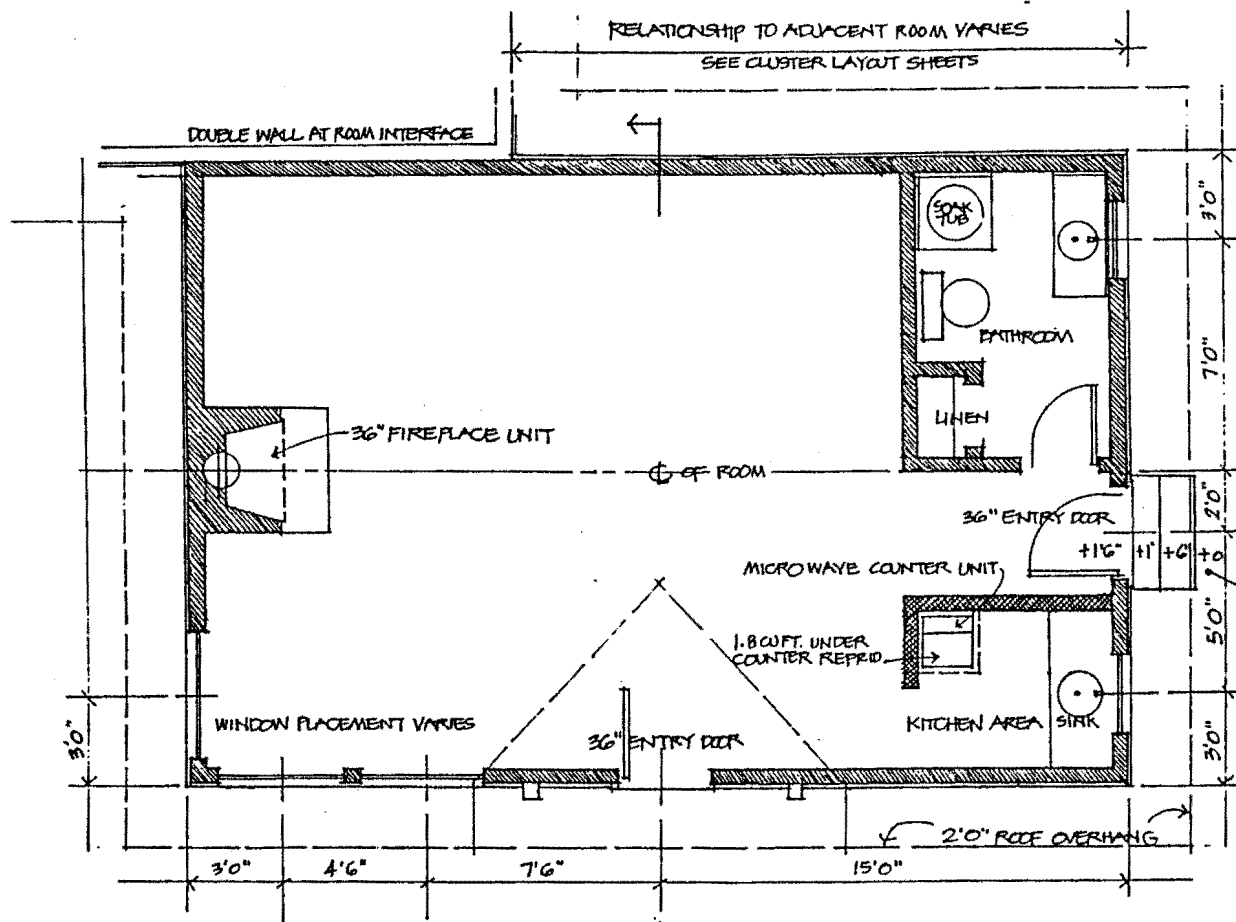 RELATIONSHIP TO ADJACENT ROOM VARIES
SEE CLUSTER LAYOUT SHEETS
DOUBLE WALL AT ROOM INTERFACE
SOAK
TUB
3'0"
BATHROOM
7'0"
LINEN
36" FIREPLACE UNIT
℄ OF ROOM
36" ENTRY DOOR
2'0"
+1'6" +1' +6" +0
MICROWAVE COUNTER UNIT
1.8 CU FT. UNDER
COUNTER REFRID.
5'0"
WINDOW PLACEMENT VARIES
36" ENTRY DOOR
KITCHEN AREA
SINK
3'0"
3'0"
2'0" ROOF OVERHANG
3'0"
4'6"
7'6"
15'0"